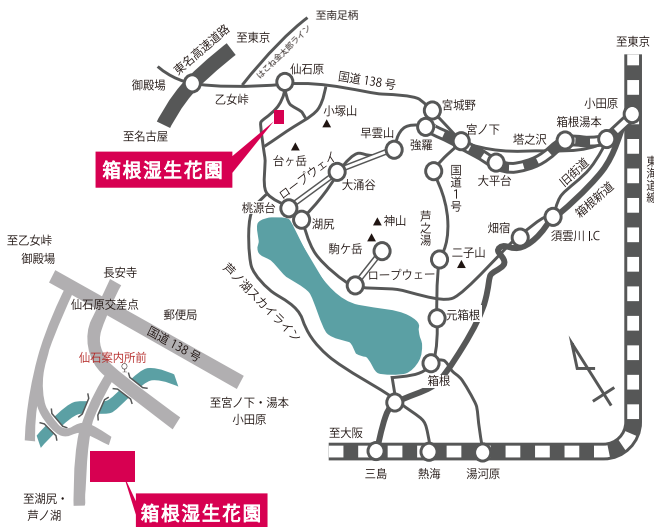 至南足柄
至東京
東名高速道路
はこね金太郎ライン
至東京
仙石原
国道138号
御殿場
乙女峠
小塚山
宮城野
小田原
早雲山
宮ノ下
箱根湯本
至名古屋
強羅
塔之沢
台ヶ岳
箱根湿生花園
ロープウェイ
大平台
旧街道
東海道線
大涌谷
国道1号
箱根新道
桃源台
湖尻
神山
芦之湯
畑宿
須雲川I.C
駒ケ岳
二子山
至乙女峠
御殿場
長安寺
芦ノ湖スカイライン
ロープウェー
仙石原交差点
郵便局
元箱根
国道138号
仙石案内所前
箱根
至宮ノ下・湯本
小田原
至大阪
三島
熱海
湯河原
至湖尻・
芦ノ湖
箱根湿生花園